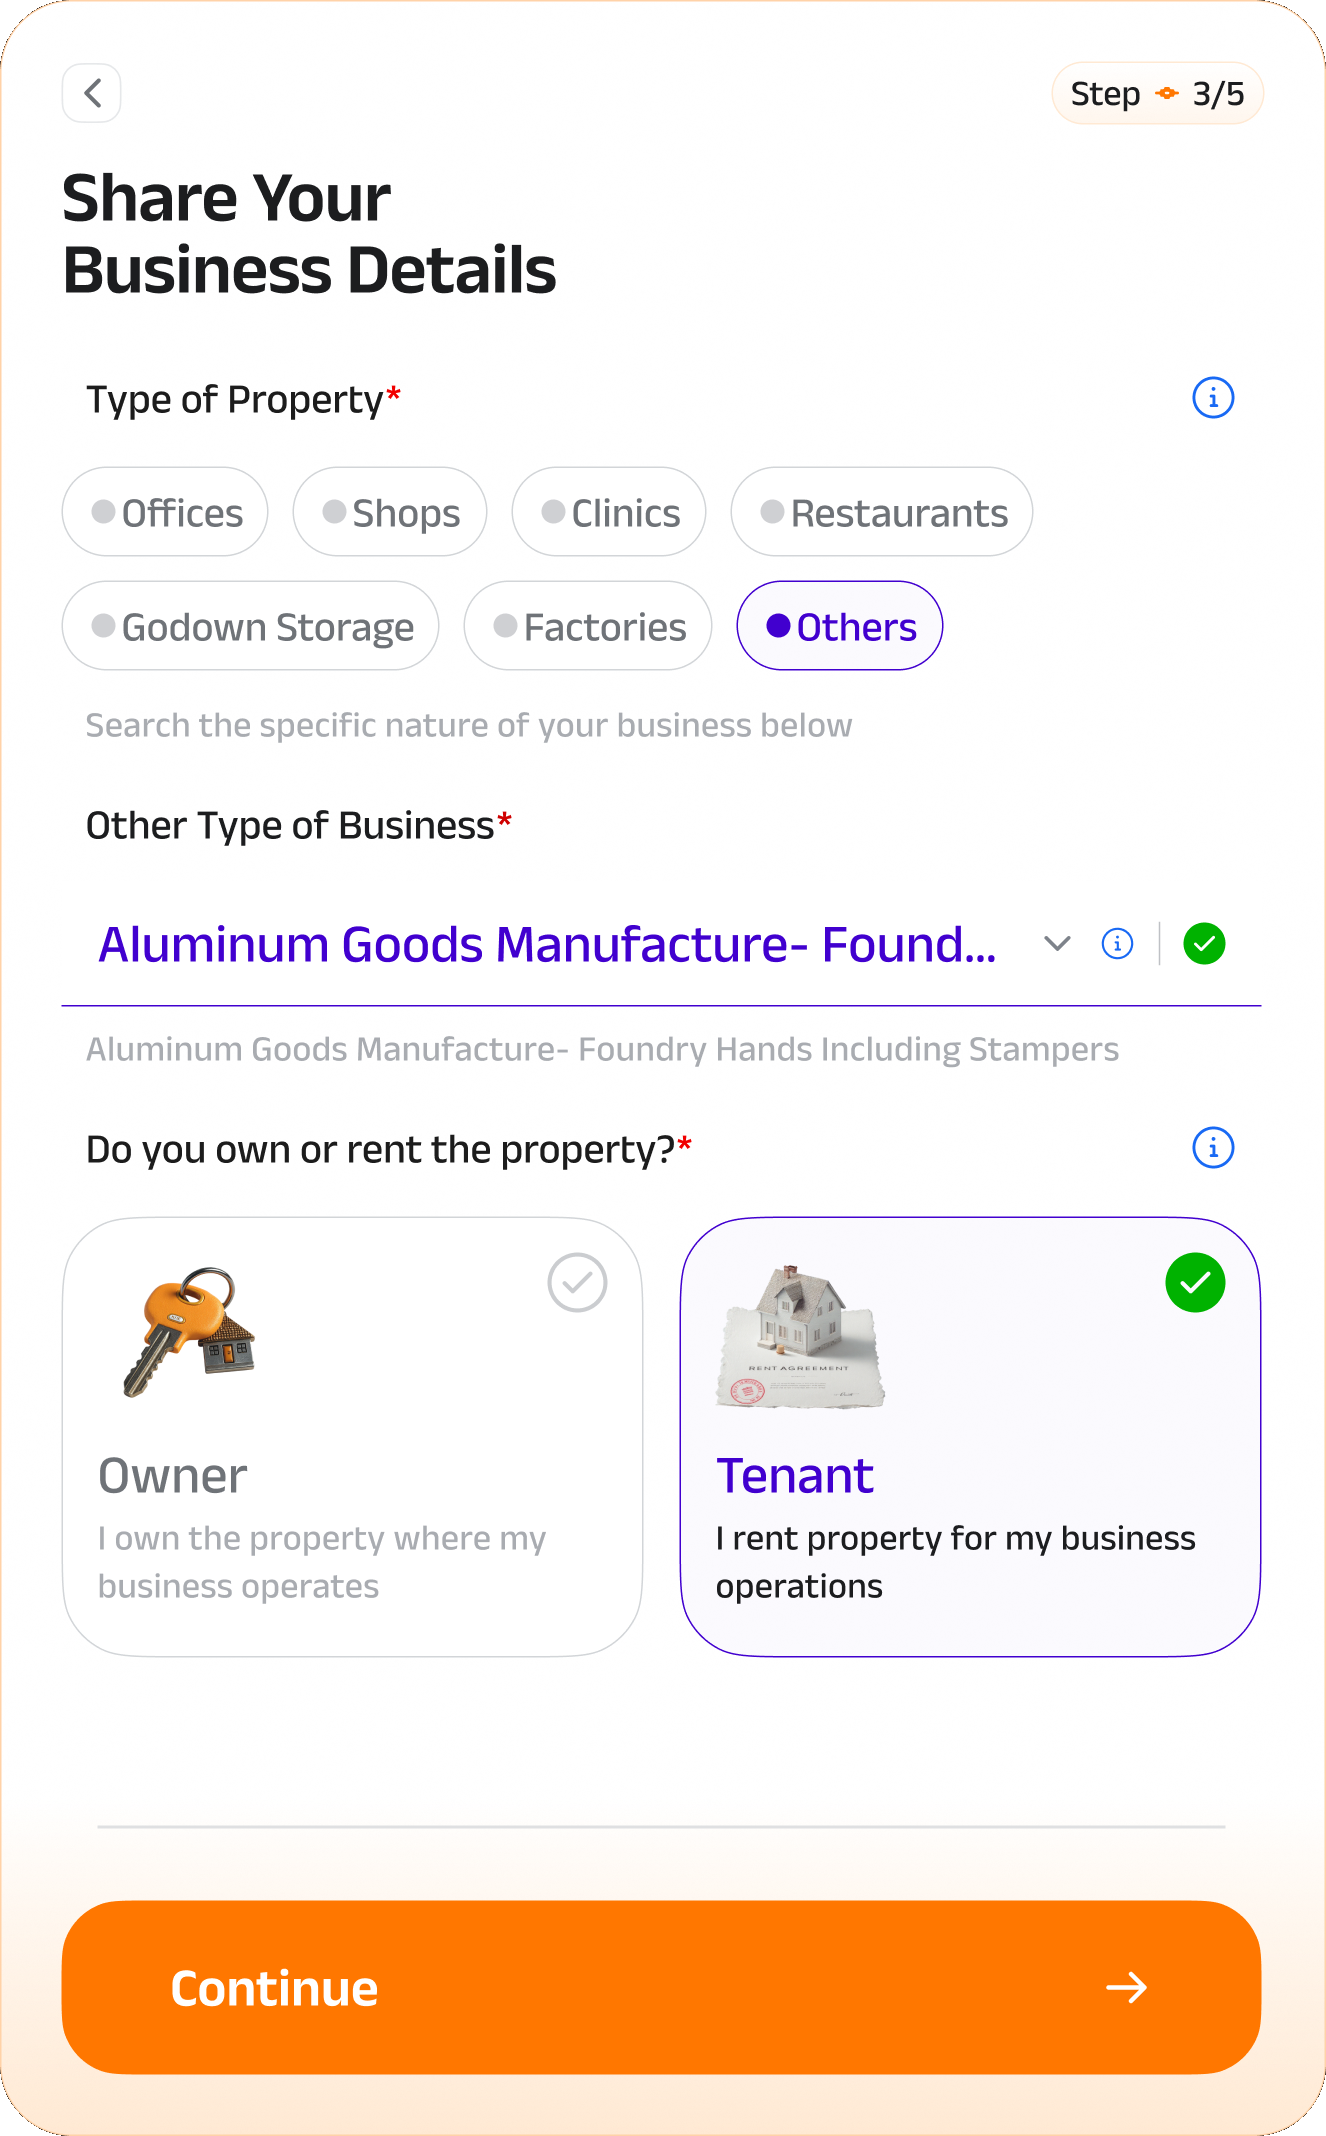 Step 3/5
Share Your
Business Details
Type of Property*
Offices Shops Clinics Restaurants
Godown Storage Factories Others
Search the specific nature of your business below
Other Type of Business*
Aluminum Goods Manufacture- Found...
Aluminum Goods Manufacture- Foundry Hands Including Stampers
Do you own or rent the property?*
RENT AGREEMENT
Owner
I own the property where my
business operates
Tenant
I rent property for my business
operations
Continue